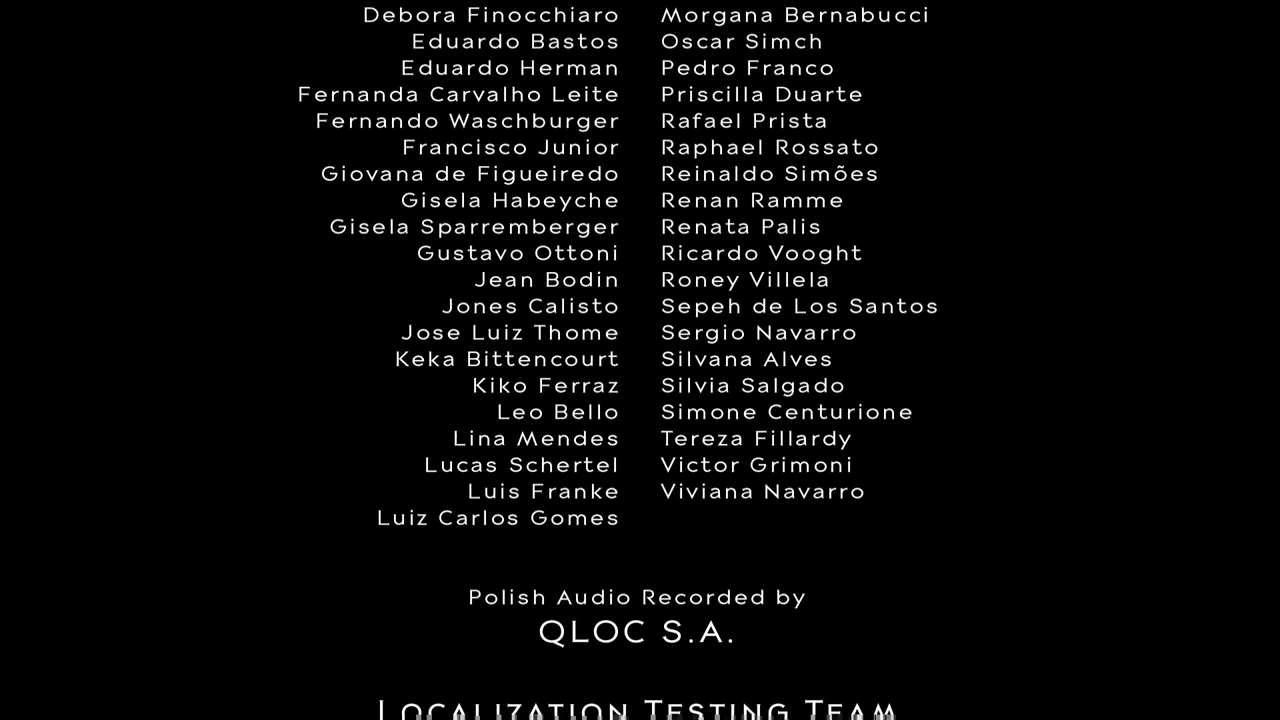 Debora Finocchiaro
Eduardo Bastos
Eduardo Herman
Fernanda Carvalho Leite
Fernando Waschburger
Francisco Junior
Giovana de Figueiredo
Gisela Habeyche
Gisela Sparremberger
Gustavo Ottoni
Jean Bodin
Jones Calisto
Jose Luiz Thome
Keka Bittencourt
Kiko Ferraz
Leo Bello
Lina Mendes
Lucas Schertel
Luis Franke
Luiz Carlos Gomes
Morgana Bernabucci
Oscar Simch
Pedro Franco
Priscilla Duarte
Rafael Prista
Raphael Rossato
Reinaldo Simões
Renan Ramme
Renata Palis
Ricardo Vooght
Roney Villela
Sepeh de Los Santos
Sergio Navarro
Silvana Alves
Silvia Salgado
Simone Centurione
Tereza Fillardy
Victor Grimoni
Viviana Navarro
Polish Audio Recorded by
QLOC S.A.
Localization Testing Team